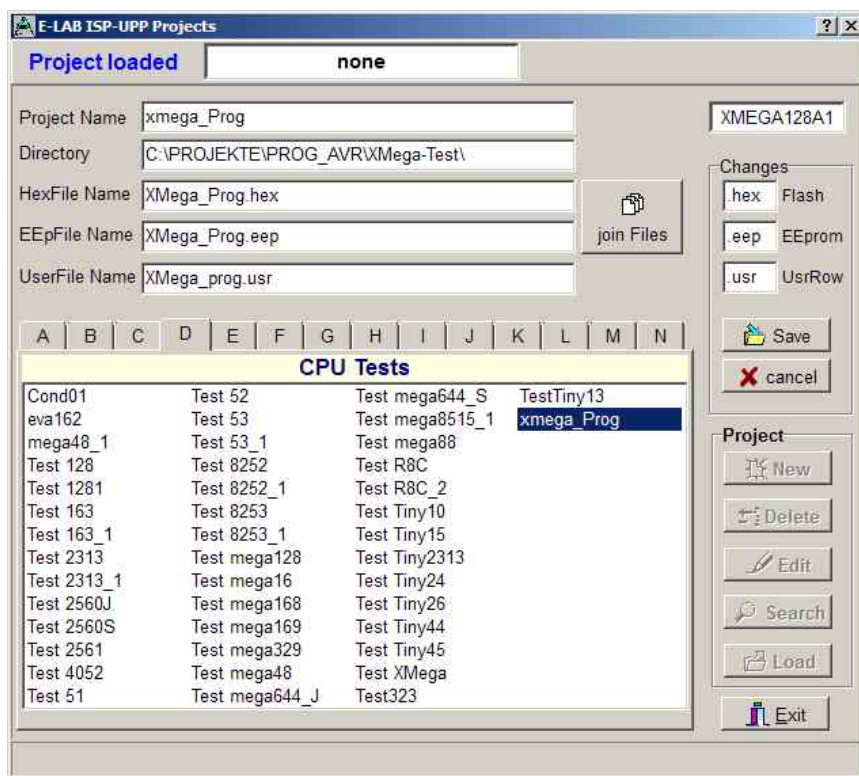 E-LAB ISP-UPP Projects
Project loaded none
Project Name xmega_Prog XMEGA128A1
Directory C:\PROJEKTE\PROG_AVR\XMega-Test\
Changes
HexFile Name XMega_Prog.hex .hex Flash
join Files
EEpFile Name XMega_Prog.eep .eep EEprom
UserFile Name XMega_prog.usr .usr UsrRow
A B C D E F G H I J K L M N
Save
cancel
CPU Tests
Cond01 Test 52 Test mega644_S TestTiny13
eva162 Test 53 Test mega8515_1 xmega_Prog
mega48_1 Test 53_1 Test mega88
Test 128 Test 8252 Test R8C
Test 1281 Test 8252_1 Test R8C_2
Test 163 Test 8253 Test Tiny10
Test 163_1 Test 8253_1 Test Tiny15
Test 2313 Test mega128 Test Tiny2313
Test 2313_1 Test mega16 Test Tiny24
Test 2560J Test mega168 Test Tiny26
Test 2560S Test mega169 Test Tiny44
Test 2561 Test mega329 Test Tiny45
Test 4052 Test mega48 Test XMega
Test 51 Test mega644_J Test323
Project
New
Delete
Edit
Search
Load
Exit